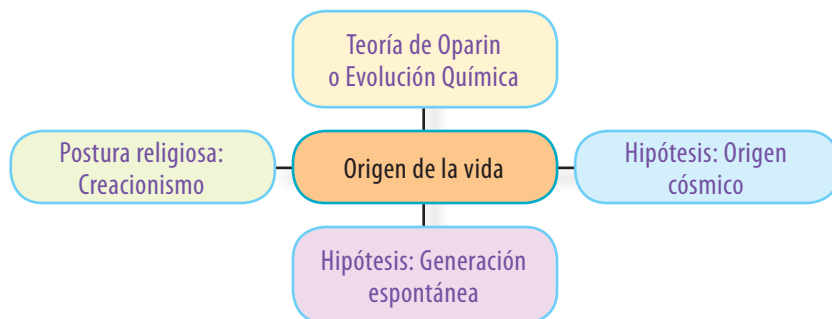 Teoría de Oparin
o Evolución Química
Postura religiosa:
Creacionismo
Origen de la vida
Hipótesis: Origen
cósmico
Hipótesis: Generación
espontánea